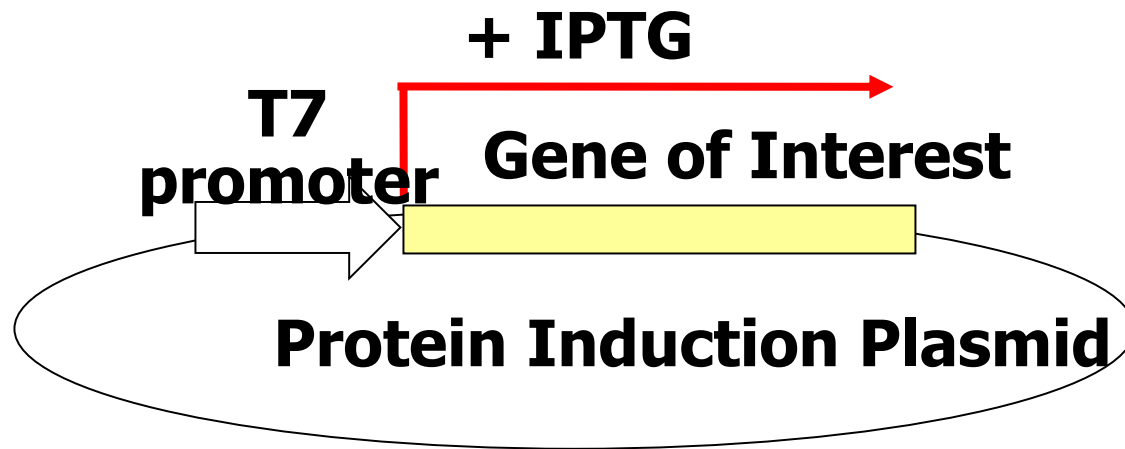 + IPTG
T7
promoter
Gene of Interest
Protein Induction Plasmid